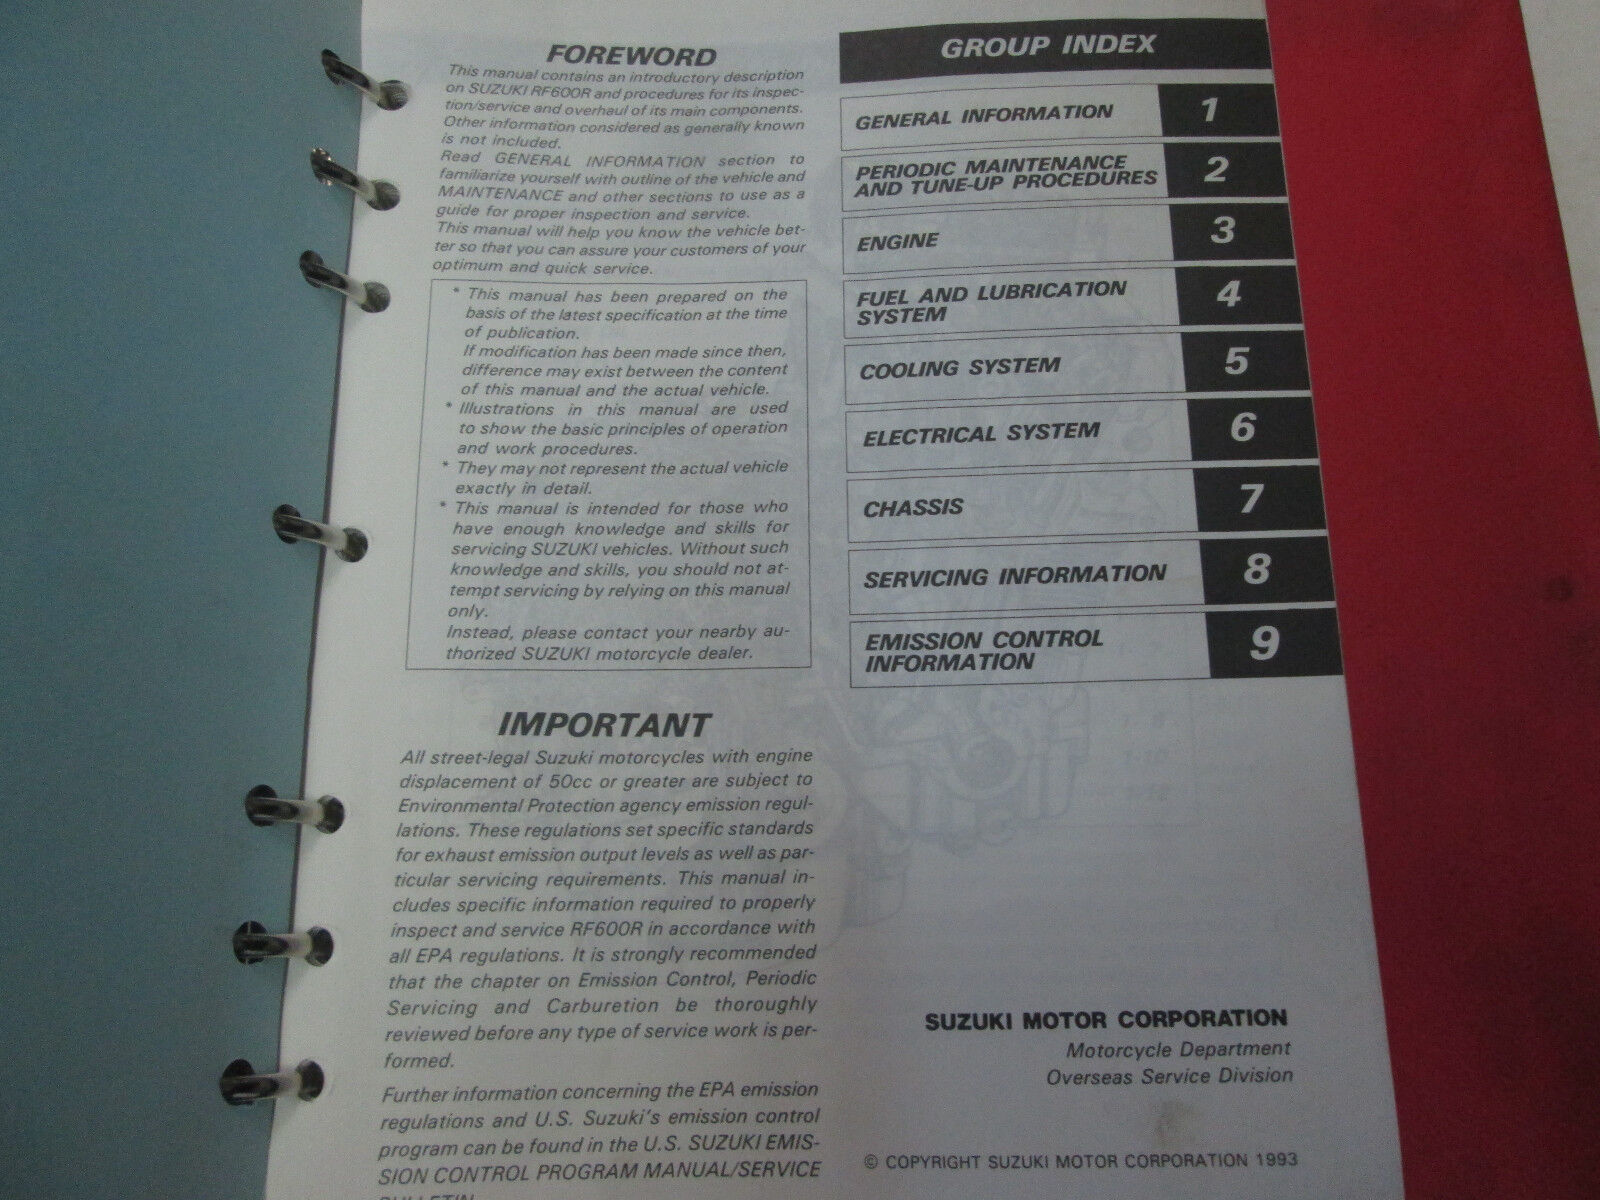 FOREWORD
This manual contains an introductory description
on SUZUKI RF600R and procedures for its inspec-
tion/service and overhaul of its main components.
Other information considered as generally known
is not included.
Read GENERAL INFORMATION section to
familiarize yourself with outline of the vehicle and
MAINTENANCE and other sections to use as a
guide for proper inspection and service.
This manual will help you know the vehicle bet-
ter so that you can assure your customers of your
optimum and quick service.
* This manual has been prepared on the
basis of the latest specification at the time
of publication.
If modification has been made since then,
difference may exist between the content
of this manual and the actual vehicle.
* Illustrations in this manual are used
to show the basic principles of operation
and work procedures.
* They may not represent the actual vehicle
exactly in detail.
* This manual is intended for those who
have enough knowledge and skills for
servicing SUZUKI vehicles. Without such
knowledge and skills, you should not at-
tempt servicing by relying on this manual
only.
Instead, please contact your nearby au-
thorized SUZUKI motorcycle dealer.
IMPORTANT
All street-legal Suzuki motorcycles with engine
displacement of 50cc or greater are subject to
Environmental Protection agency emission regul-
lations. These regulations set specific standards
for exhaust emission output levels as well as par-
ticular servicing requirements. This manual in-
cludes specific information required to properly
inspect and service RF600R in accordance with
all EPA regulations. It is strongly recommended
that the chapter on Emission Control, Periodic
Servicing and Carburetion be thoroughly
reviewed before any type of service work is per-
formed.
Further information concerning the EPA emission
regulations and U.S. Suzuki's emission control
program can be found in the U.S. SUZUKI EMIS-
SION CONTROL PROGRAM MANUAL/SERVICE
BULLETIN
GROUP INDEX
GENERAL INFORMATION 1
PERIODIC MAINTENANCE
AND TUNE-UP PROCEDURES 2
ENGINE 3
FUEL AND LUBRICATION
SYSTEM 4
COOLING SYSTEM 5
ELECTRICAL SYSTEM 6
CHASSIS 7
SERVICING INFORMATION 8
EMISSION CONTROL
INFORMATION 9
SUZUKI MOTOR CORPORATION
Motorcycle Department
Overseas Service Division
© COPYRIGHT SUZUKI MOTOR CORPORATION 1993